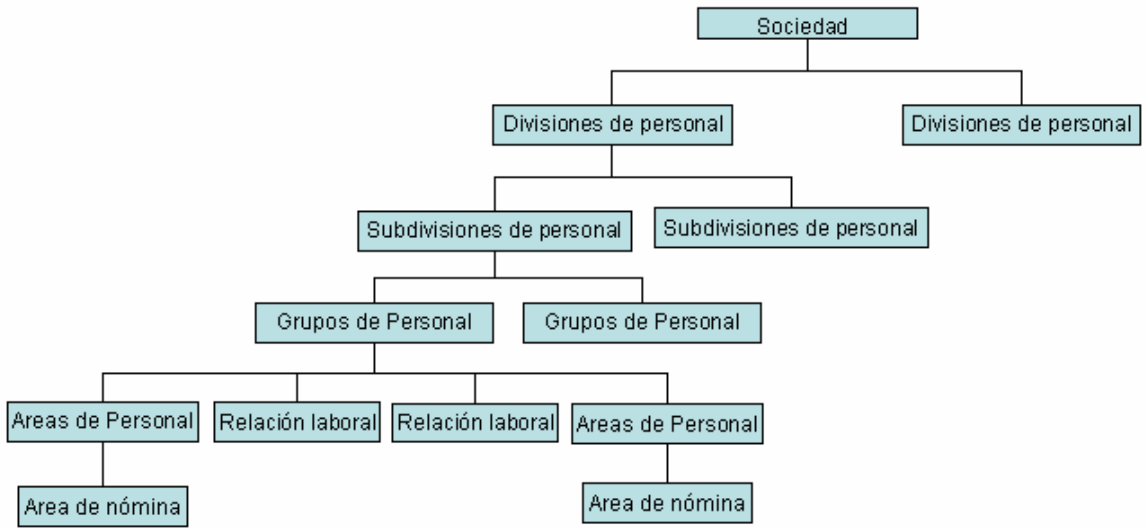 Sociedad
Divisiones de personal
Divisiones de personal
Subdivisiones de personal
Subdivisiones de personal
Grupos de Personal
Grupos de Personal
Areas de Personal
Relación laboral
Relación laboral
Areas de Personal
Area de nómina
Area de nómina